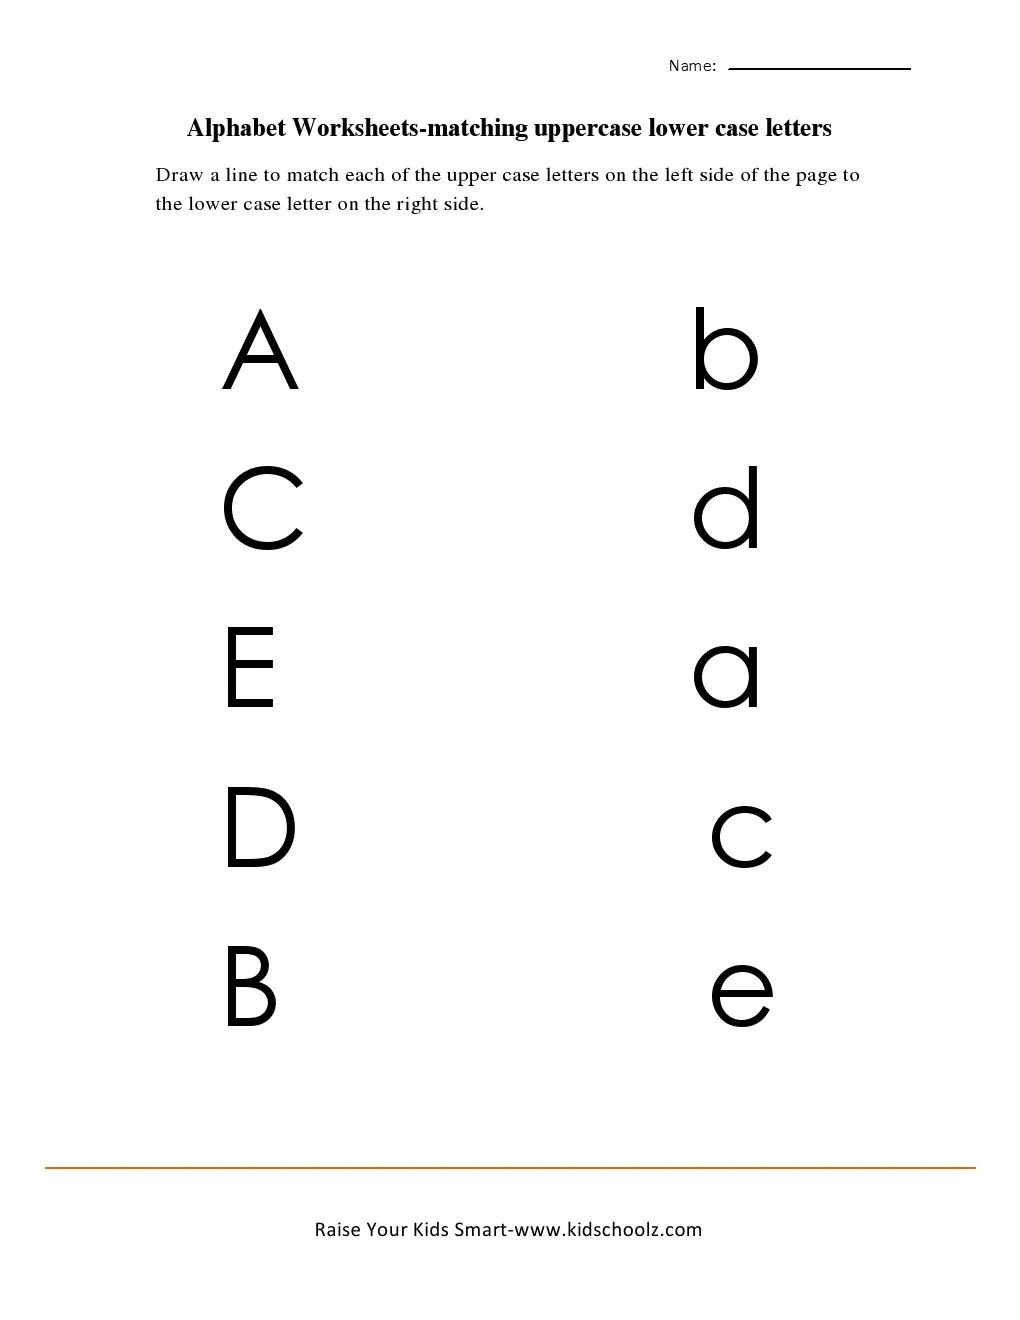 Name:
Alphabet Worksheets-matching uppercase lower case letters
Draw a line to match each of the upper case letters on the left side of the page to
the lower case letter on the right side.
A b
C d
E a
D c
B e
Raise Your Kids Smart-www.kidschoolz.com